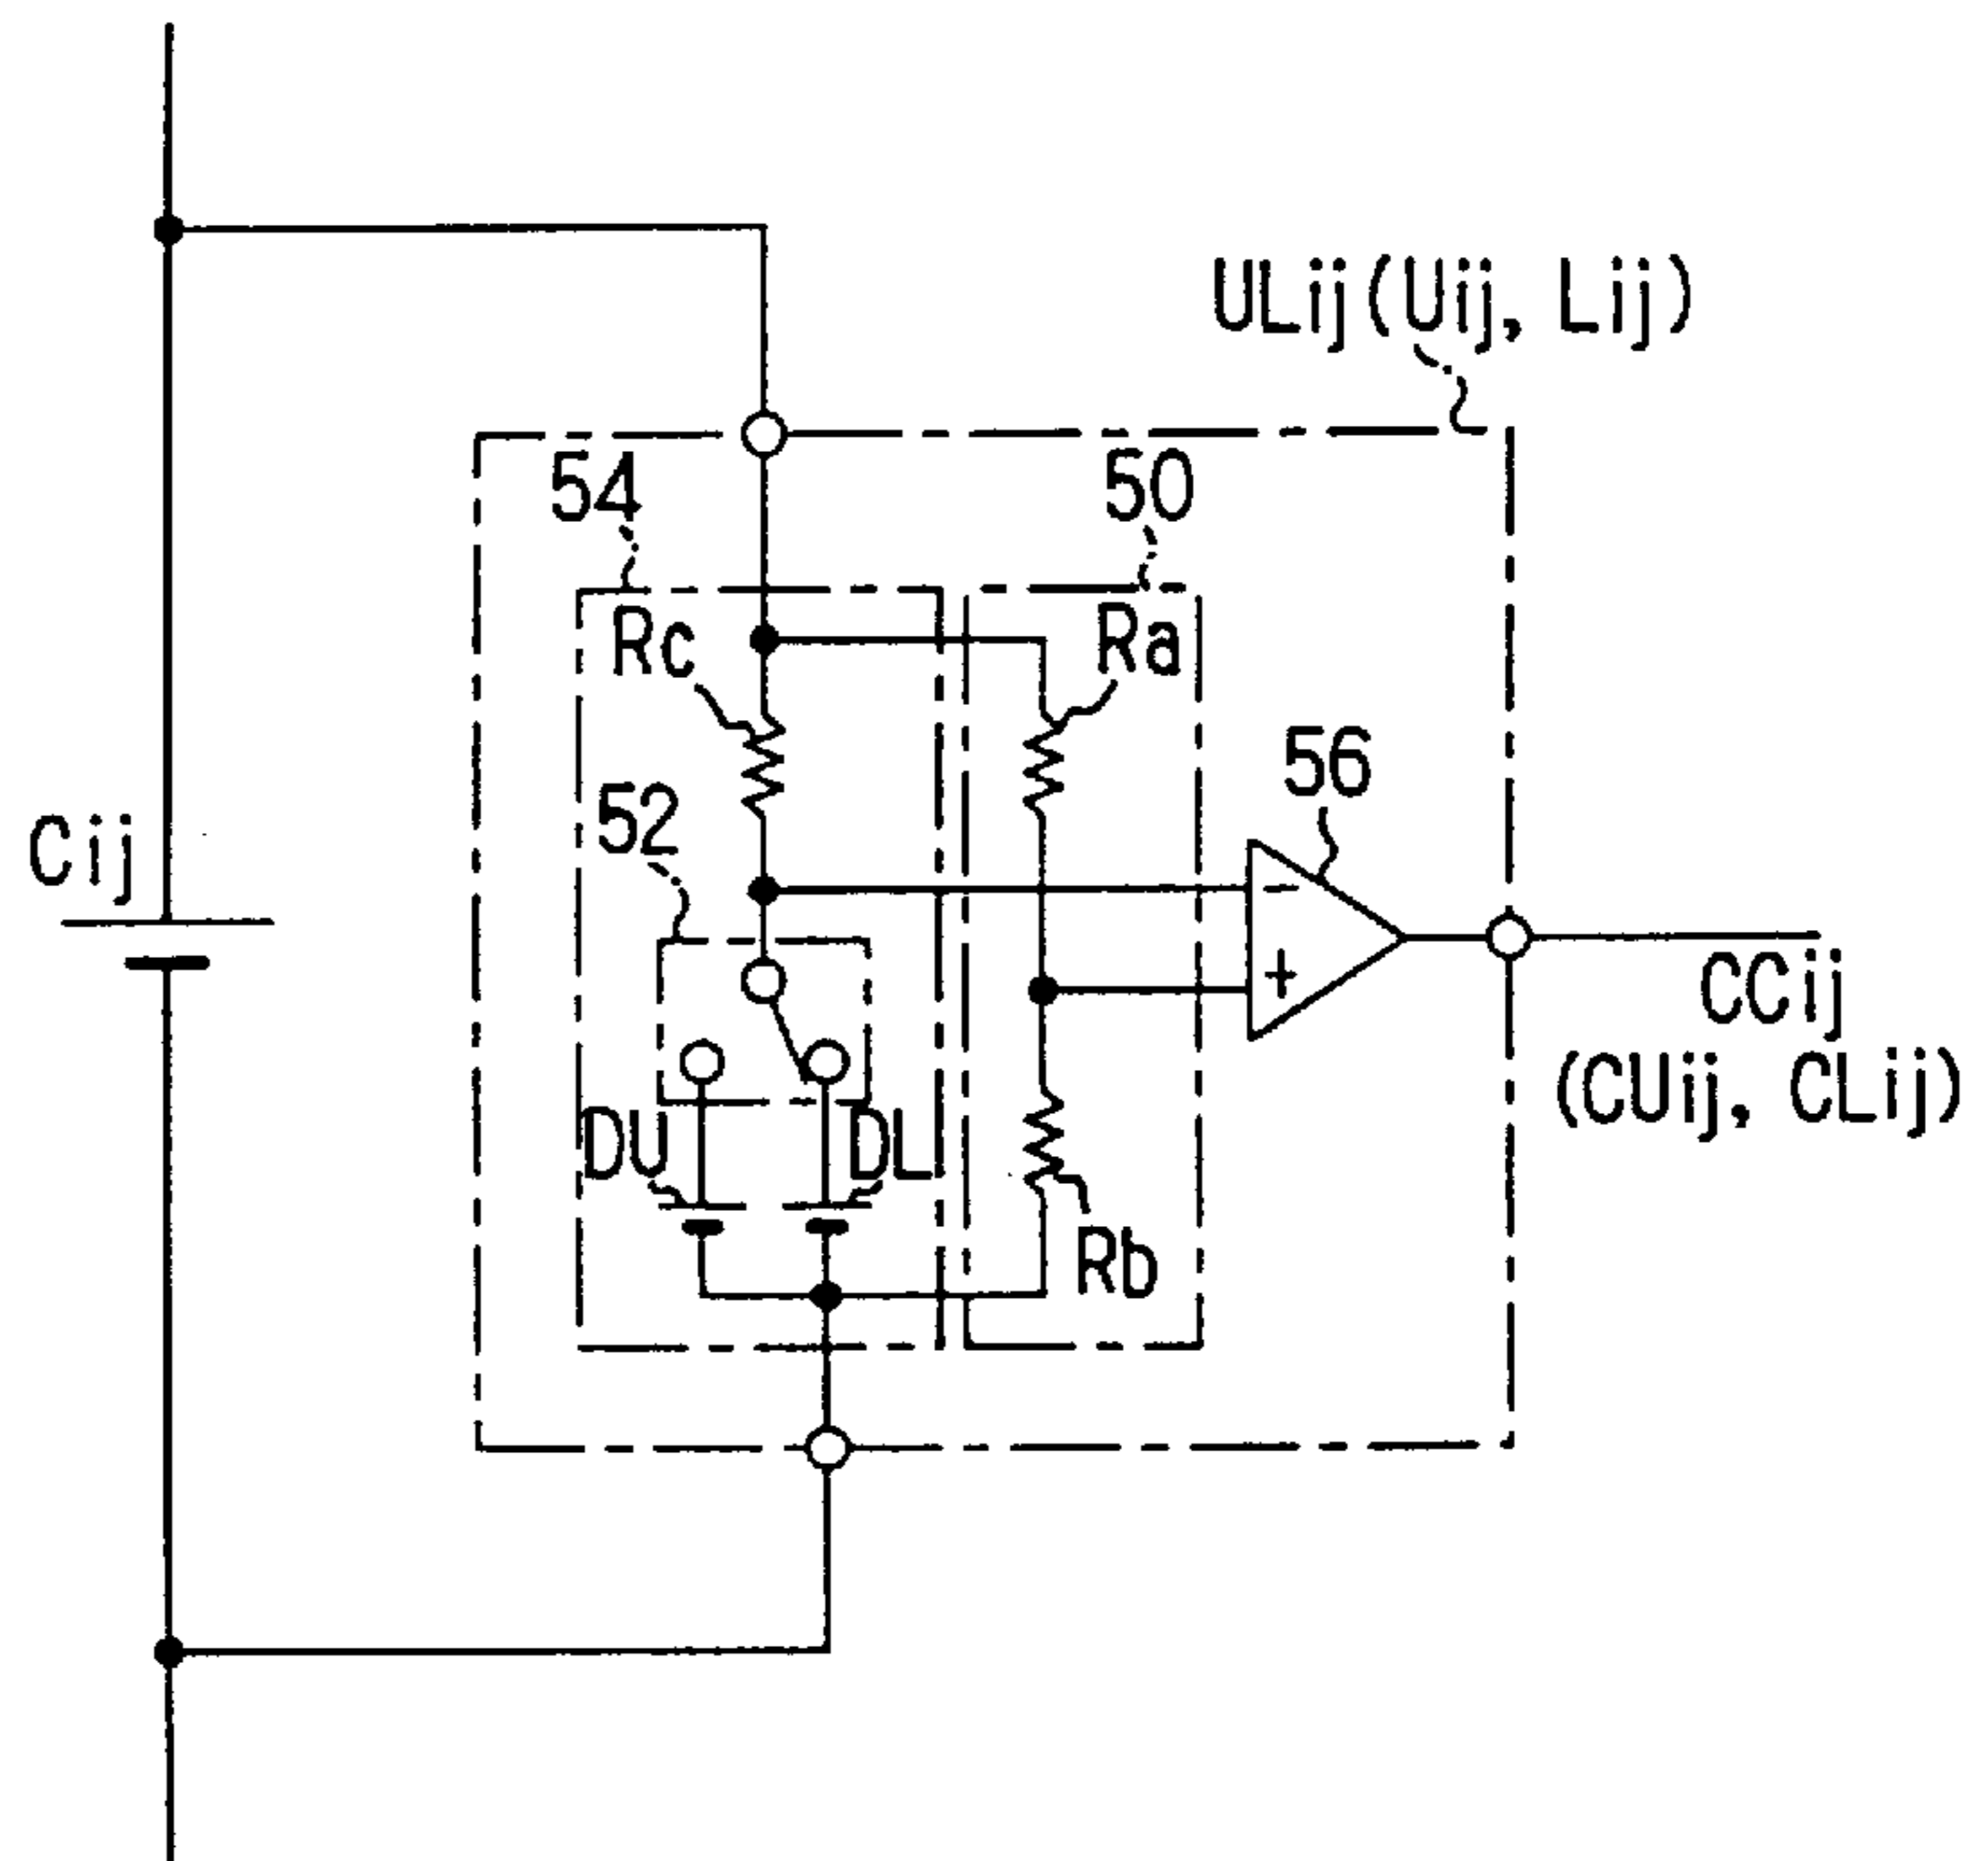 ULij(Uij, Lij)
54
50
Rc
Ra
56
52
Cij
−
+
CCij
(CUij, CLij)
DU
DL
Rb